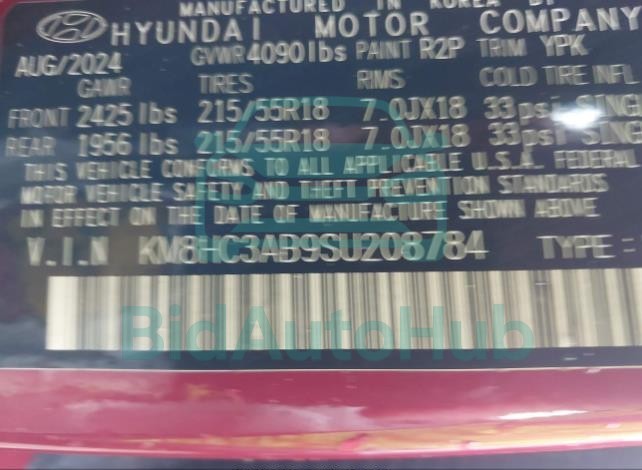 MANUFACTURED IN KOREA BY
HYUNDAI MOTOR COMPANY
AUG/2024 GVWR 4090lbs PAINT R2P TRIM YPK
GAWR TIRES RIMS COLD TIRE INFL
FRONT 2425 lbs 215/55R18 7.0JX18 33psi SING
REAR 1956 lbs 215/55R18 7.0JX18 33psi SING
THIS VEHICLE CONFORMS TO ALL APPLICABLE U.S.A. FEDERAL
MOTOR VEHICLE SAFETY AND THEFT PREVENTION STANDARDS
IN EFFECT ON THE DATE OF MANUFACTURE SHOWN ABOVE
V.I.N KM8HC3AB9SU208784 TYPE :
BidAutoHub